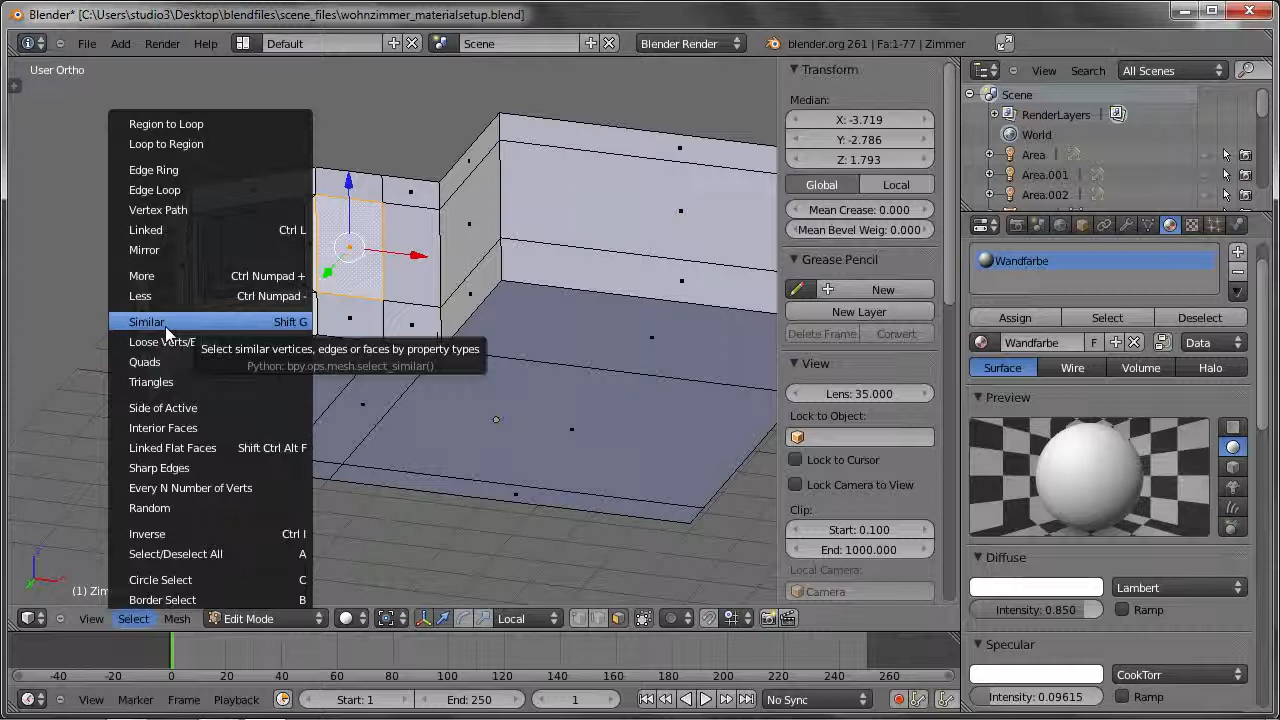 Blender* [C:\Users\studio3\Desktop\blendfiles\scene_files\wohnzimmer_materialsetup.blend]
File Add Render Help Default Scene Blender Render blender.org 261 | Fa:1-77 | Zimmer
User Ortho
Region to Loop
Loop to Region
Edge Ring
Edge Loop
Vertex Path
Linked Ctrl L
Mirror
More Ctrl Numpad +
Less Ctrl Numpad -
Similar Shift G
Loose Verts/E
Quads
Triangles
Side of Active
Interior Faces
Linked Flat Faces Shift Ctrl Alt F
Sharp Edges
Every N Number of Verts
Random
Inverse Ctrl I
Select/Deselect All A
Circle Select C
Border Select B
Select similar vertices, edges or faces by property types
Python: bpy.ops.mesh.select_similar()
(1) Zim
View Select Mesh Edit Mode Local
Transform
Median:
X: -3.719
Y: -2.786
Z: 1.793
Global Local
Mean Crease: 0.000
Mean Bevel Weig: 0.000
Grease Pencil
New
New Layer
Delete Frame Convert
View
Lens: 35.000
Lock to Object:
Lock to Cursor
Lock Camera to View
Clip:
Start: 0.100
End: 1000.000
Local Camera:
Camera
View Search All Scenes
Scene
RenderLayers
World
Area
Area.001
Area.002
Wandfarbe
Assign Select Deselect
Wandfarbe F Data
Surface Wire Volume Halo
Preview
Diffuse
Lambert
Intensity: 0.850 Ramp
Specular
CookTorr
Intensity: 0.09615 Ramp
-40 -20 0 20 40 60 80 100 120 140 160 180 200 220 240 260
View Marker Frame Playback Start: 1 End: 250 1 No Sync